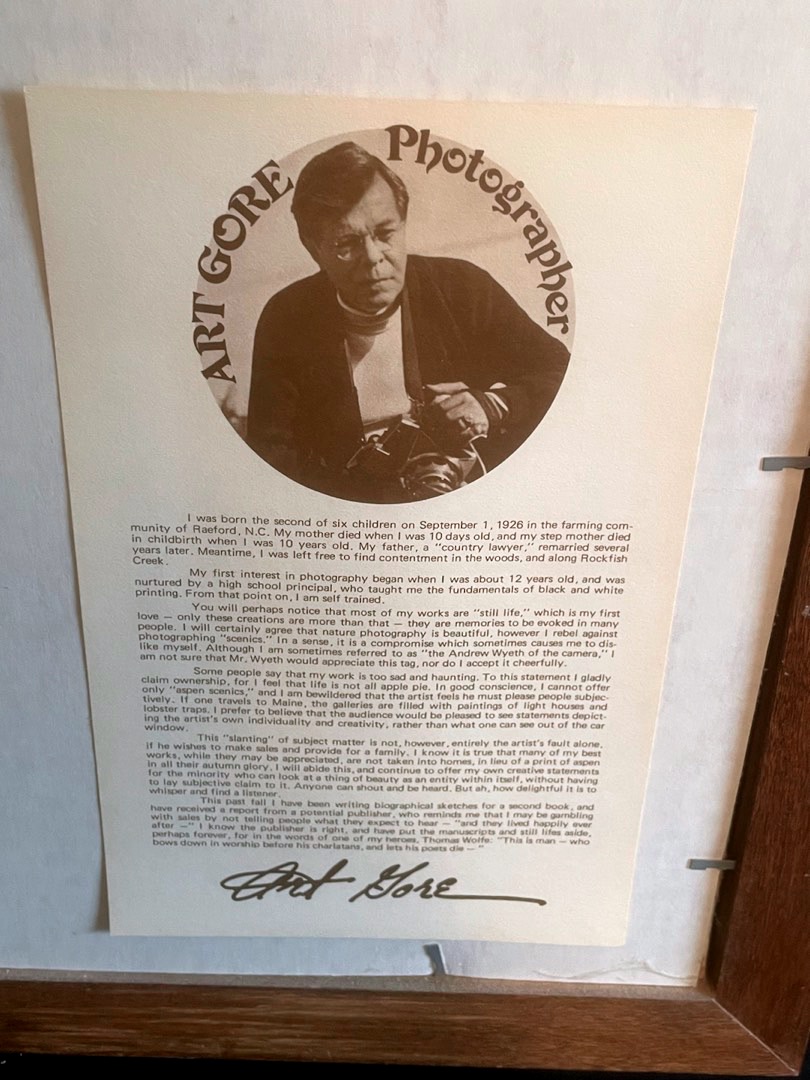 ART GORE Photographer
I was born the second of six children on September 1, 1926 in the farming com-
munity of Raeford, N.C. My mother died when I was 10 days old, and my step mother died
in childbirth when I was 10 years old. My father, a "country lawyer," remarried several
years later. Meantime, I was left free to find contentment in the woods, and along Rockfish
Creek.
My first interest in photography began when I was about 12 years old, and was
nurtured by a high school principal, who taught me the fundamentals of black and white
printing. From that point on, I am self trained.
You will perhaps notice that most of my works are "still life," which is my first
love — only these creations are more than that — they are memories to be evoked in many
people. I will certainly agree that nature photography is beautiful, however I rebel against
photographing "scenics." In a sense, it is a compromise which sometimes causes me to dis-
like myself. Although I am sometimes referred to as "the Andrew Wyeth of the camera," I
am not sure that Mr. Wyeth would appreciate this tag, nor do I accept it cheerfully.
Some people say that my work is too sad and haunting. To this statement I gladly
claim ownership, for I feel that life is not all apple pie. In good conscience, I cannot offer
only "aspen scenics," and I am bewildered that the artist feels he must please people subjec-
tively. If one travels to Maine, the galleries are filled with paintings of light houses and
lobster traps. I prefer to believe that the audience would be pleased to see statements depict-
ing the artist's own individuality and creativity, rather than what one can see out of the car
window.
This "slanting" of subject matter is not, however, entirely the artist's fault alone,
if he wishes to make sales and provide for a family. I know it is true that many of my best
works, while they may be appreciated, are not taken into homes, in lieu of a print of aspen
in all their autumn glory. I will abide this, and continue to offer my own creative statements
for the minority who can look at a thing of beauty as an entity within itself, without having
to lay subjective claim to it. Anyone can shout and be heard. But ah, how delightful it is to
whisper and find a listener.
This past fall I have been writing biographical sketches for a second book, and
have received a report from a potential publisher, who reminds me that I may be gambling
with sales by not telling people what they expect to hear — "and they lived happily ever
after —" I know the publisher is right, and have put the manuscripts and still lifes aside,
perhaps forever, for in the words of one of my heroes, Thomas Wolfe: "This is man — who
bows down in worship before his charlatans, and lets his poets die — "
Art Gore